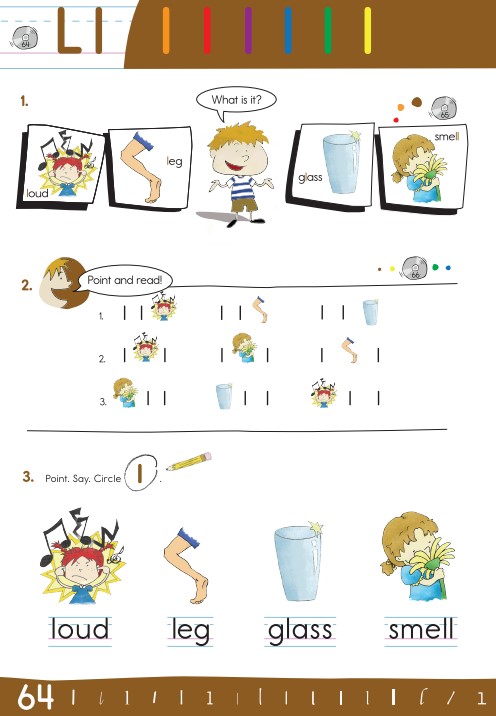 64
Ll
1.
What is it?
65
loud
leg
glass
smell
2.
Point and read!
66
1. l l l l l l
2. l l l l l l
3. l l l l l l
3. Point. Say. Circle l .
loud leg glass smell
64 l l l l l l l l l l l l l l l l